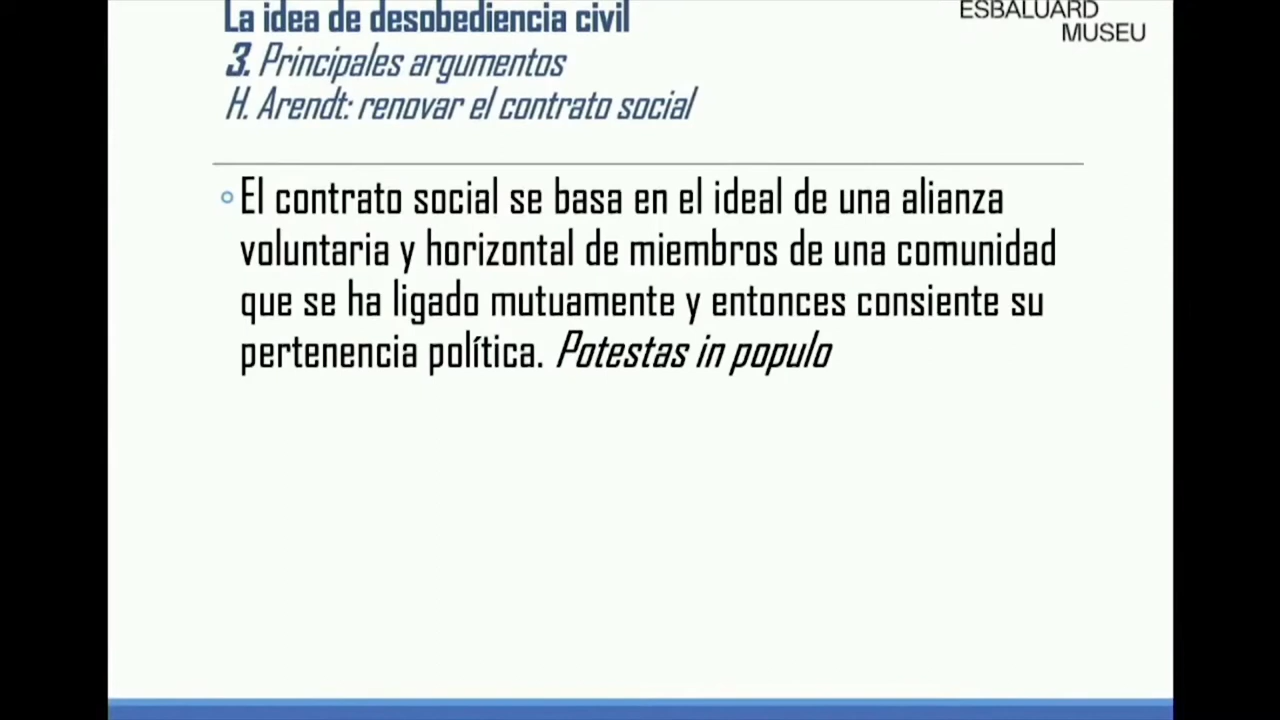 La idea de desobediencia civil
3. Principales argumentos
H. Arendt: renovar el contrato social
ESBALUARD
MUSEU
El contrato social se basa en el ideal de una alianza
voluntaria y horizontal de miembros de una comunidad
que se ha ligado mutuamente y entonces consiente su
pertenencia política. Potestas in populo